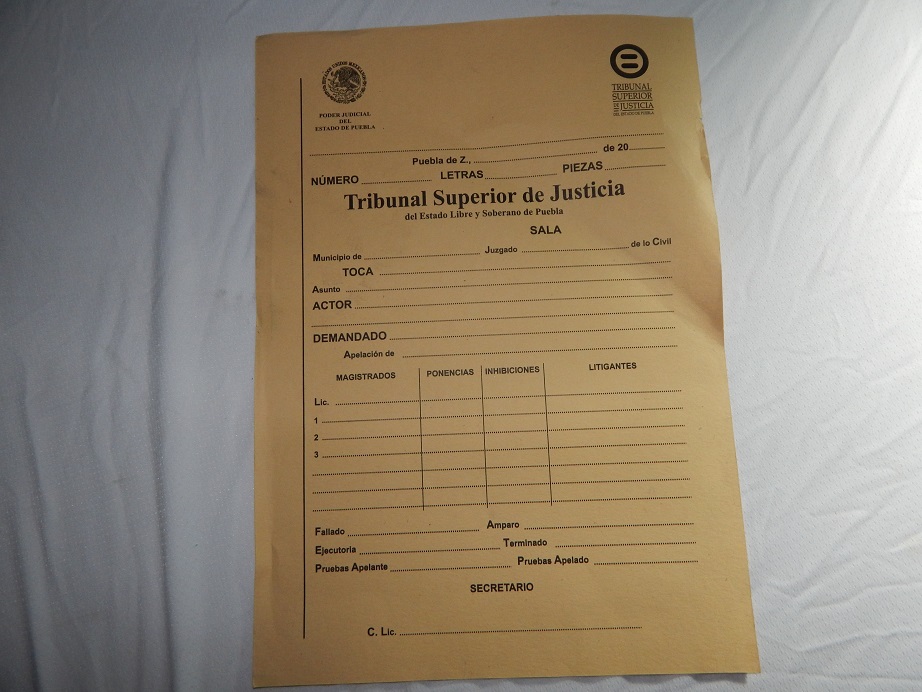 ESTADOS UNIDOS MEXICANOS
PODER JUDICIAL
DEL
ESTADO DE PUEBLA
TRIBUNAL
SUPERIOR
DE JUSTICIA
DEL ESTADO DE PUEBLA
Puebla de Z., de 20
NÚMERO LETRAS PIEZAS
Tribunal Superior de Justicia
del Estado Libre y Soberano de Puebla
SALA
Municipio de Juzgado de lo Civil
TOCA
Asunto
ACTOR
DEMANDADO
Apelación de
MAGISTRADOS PONENCIAS INHIBICIONES LITIGANTES
Lic.
1
2
3
Fallado Amparo
Ejecutoria Terminado
Pruebas Apelante Pruebas Apelado
SECRETARIO
C. Lic.